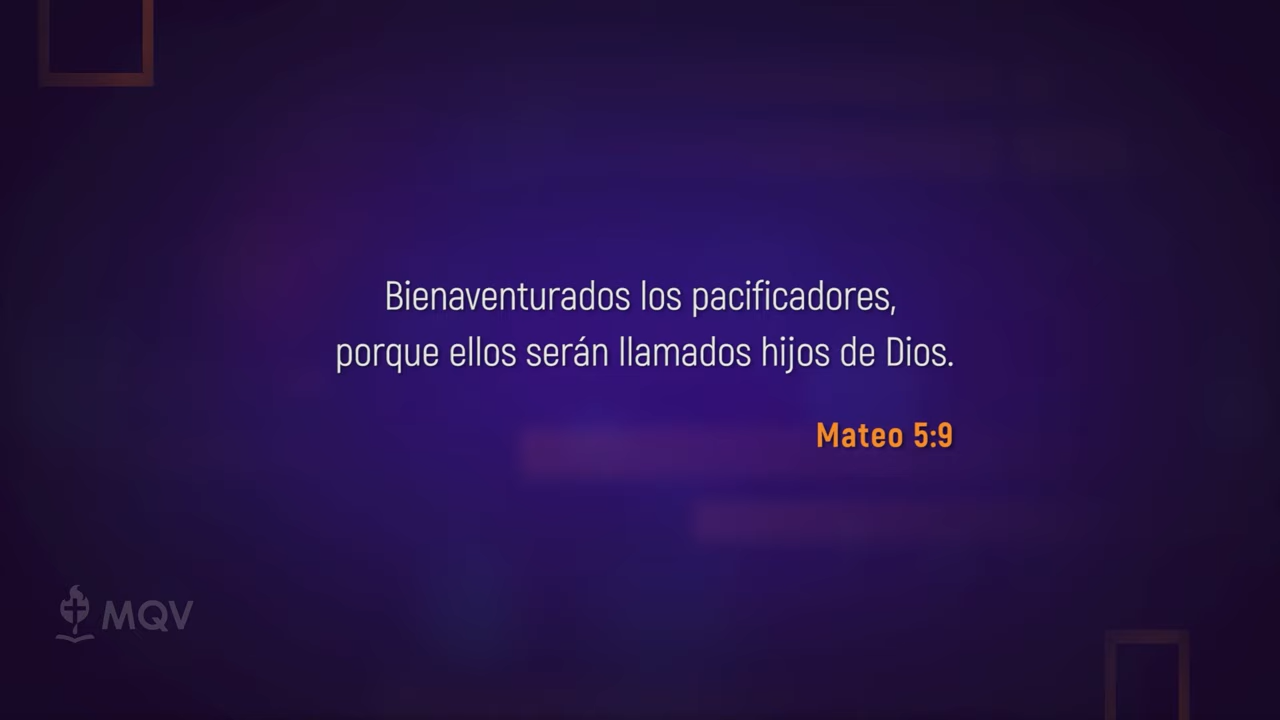 Bienaventurados los pacificadores,
porque ellos serán llamados hijos de Dios.
Mateo 5:9
MQV